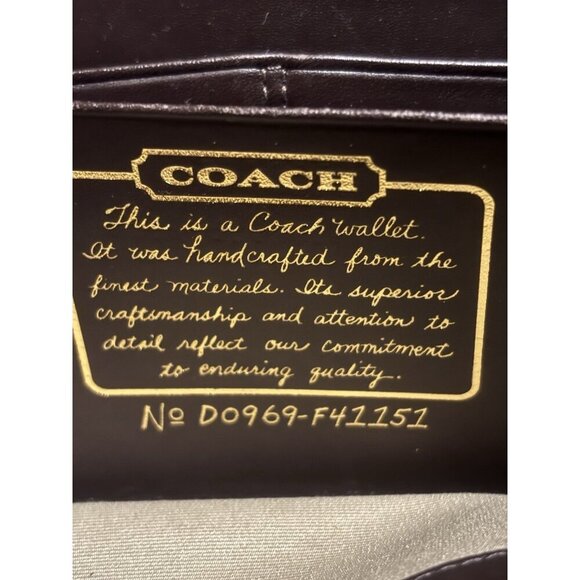 COACH
This is a Coach wallet.
It was handcrafted from the
finest materials. Its superior
craftsmanship and attention to
detail reflect our commitment
to enduring quality.
No D0969-F41151